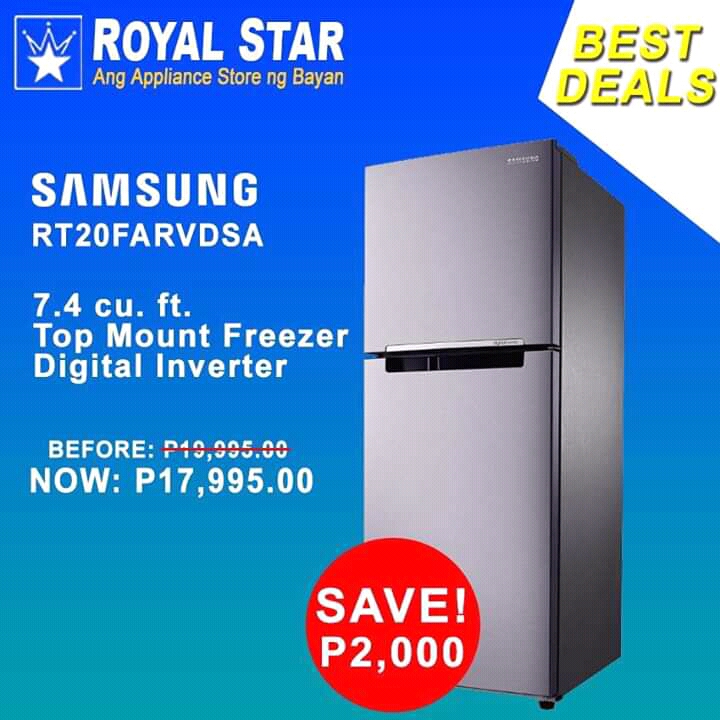 ROYAL STAR
Ang Appliance Store ng Bayan
BEST
DEALS
SAMSUNG
RT20FARVDSA
7.4 cu. ft.
Top Mount Freezer
Digital Inverter
BEFORE: P19,995.00
NOW: P17,995.00
SAMSUNG
SAVE!
P2,000